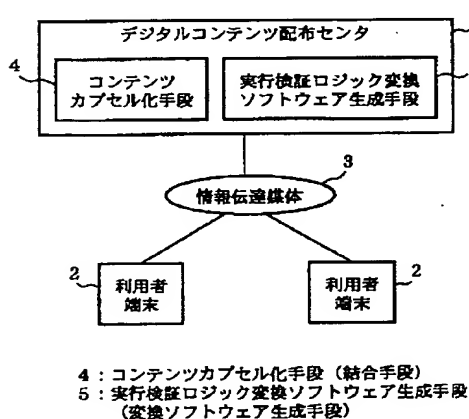 デジタルコンテンツ配布センタ
4
コンテンツ
カプセル化手段
実行検証ロジック変換
ソフトウェア生成手段
3
情報伝達媒体
2
利用者
端末
2
利用者
端末
4：コンテンツカプセル化手段（結合手段）
5：実行検証ロジック変換ソフトウェア生成手段
（変換ソフトウェア生成手段）